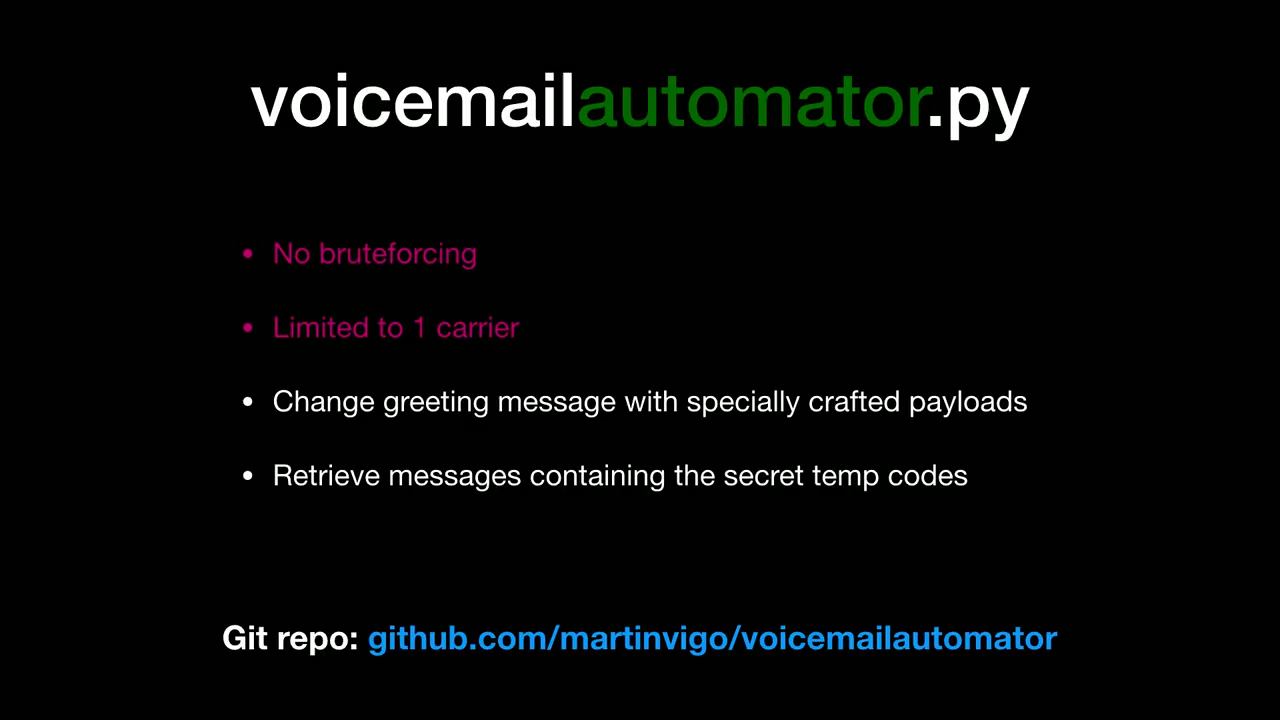 voicemailautomator.py
• No bruteforcing
• Limited to 1 carrier
• Change greeting message with specially crafted payloads
• Retrieve messages containing the secret temp codes
Git repo: github.com/martinvigo/voicemailautomator